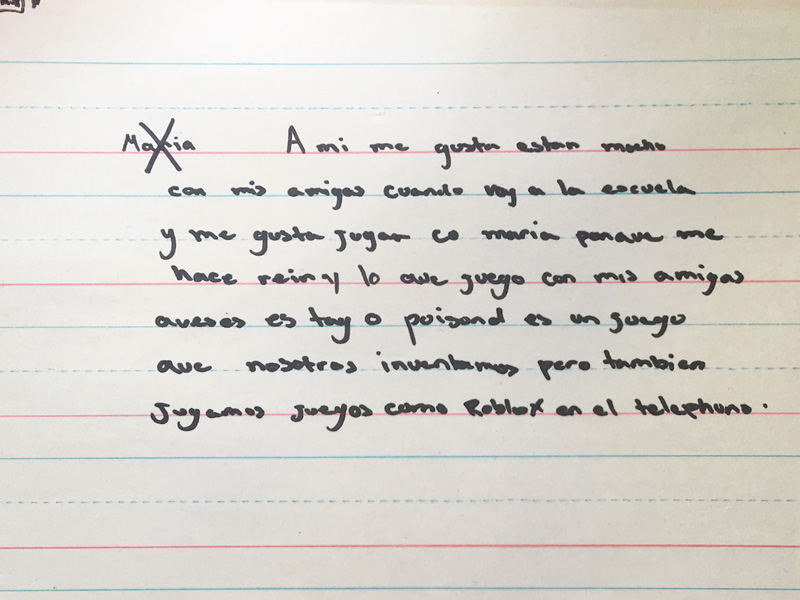 Maria A mi me gusta estar mucho
con mis amigas cuando voy a la escuela
y me gusta jugar co maria porque me
hace reir y lo que juego con mis amigas
aveses es tag o poisond es un juego
que nosotros inventamos pero tambien
jugamos juegos como Roblox en el telephono.